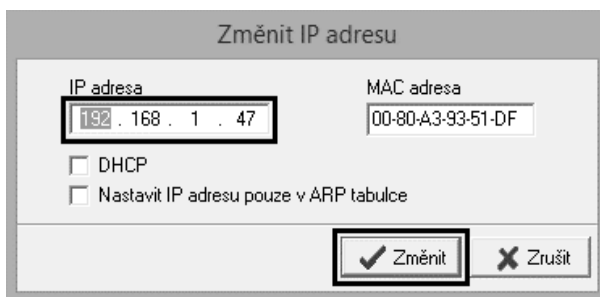 Změnit IP adresu
IP adresa MAC adresa
192 . 168 . 1 . 47 00-80-A3-93-51-DF
DHCP
Nastavit IP adresu pouze v ARP tabulce
Změnit Zrušit